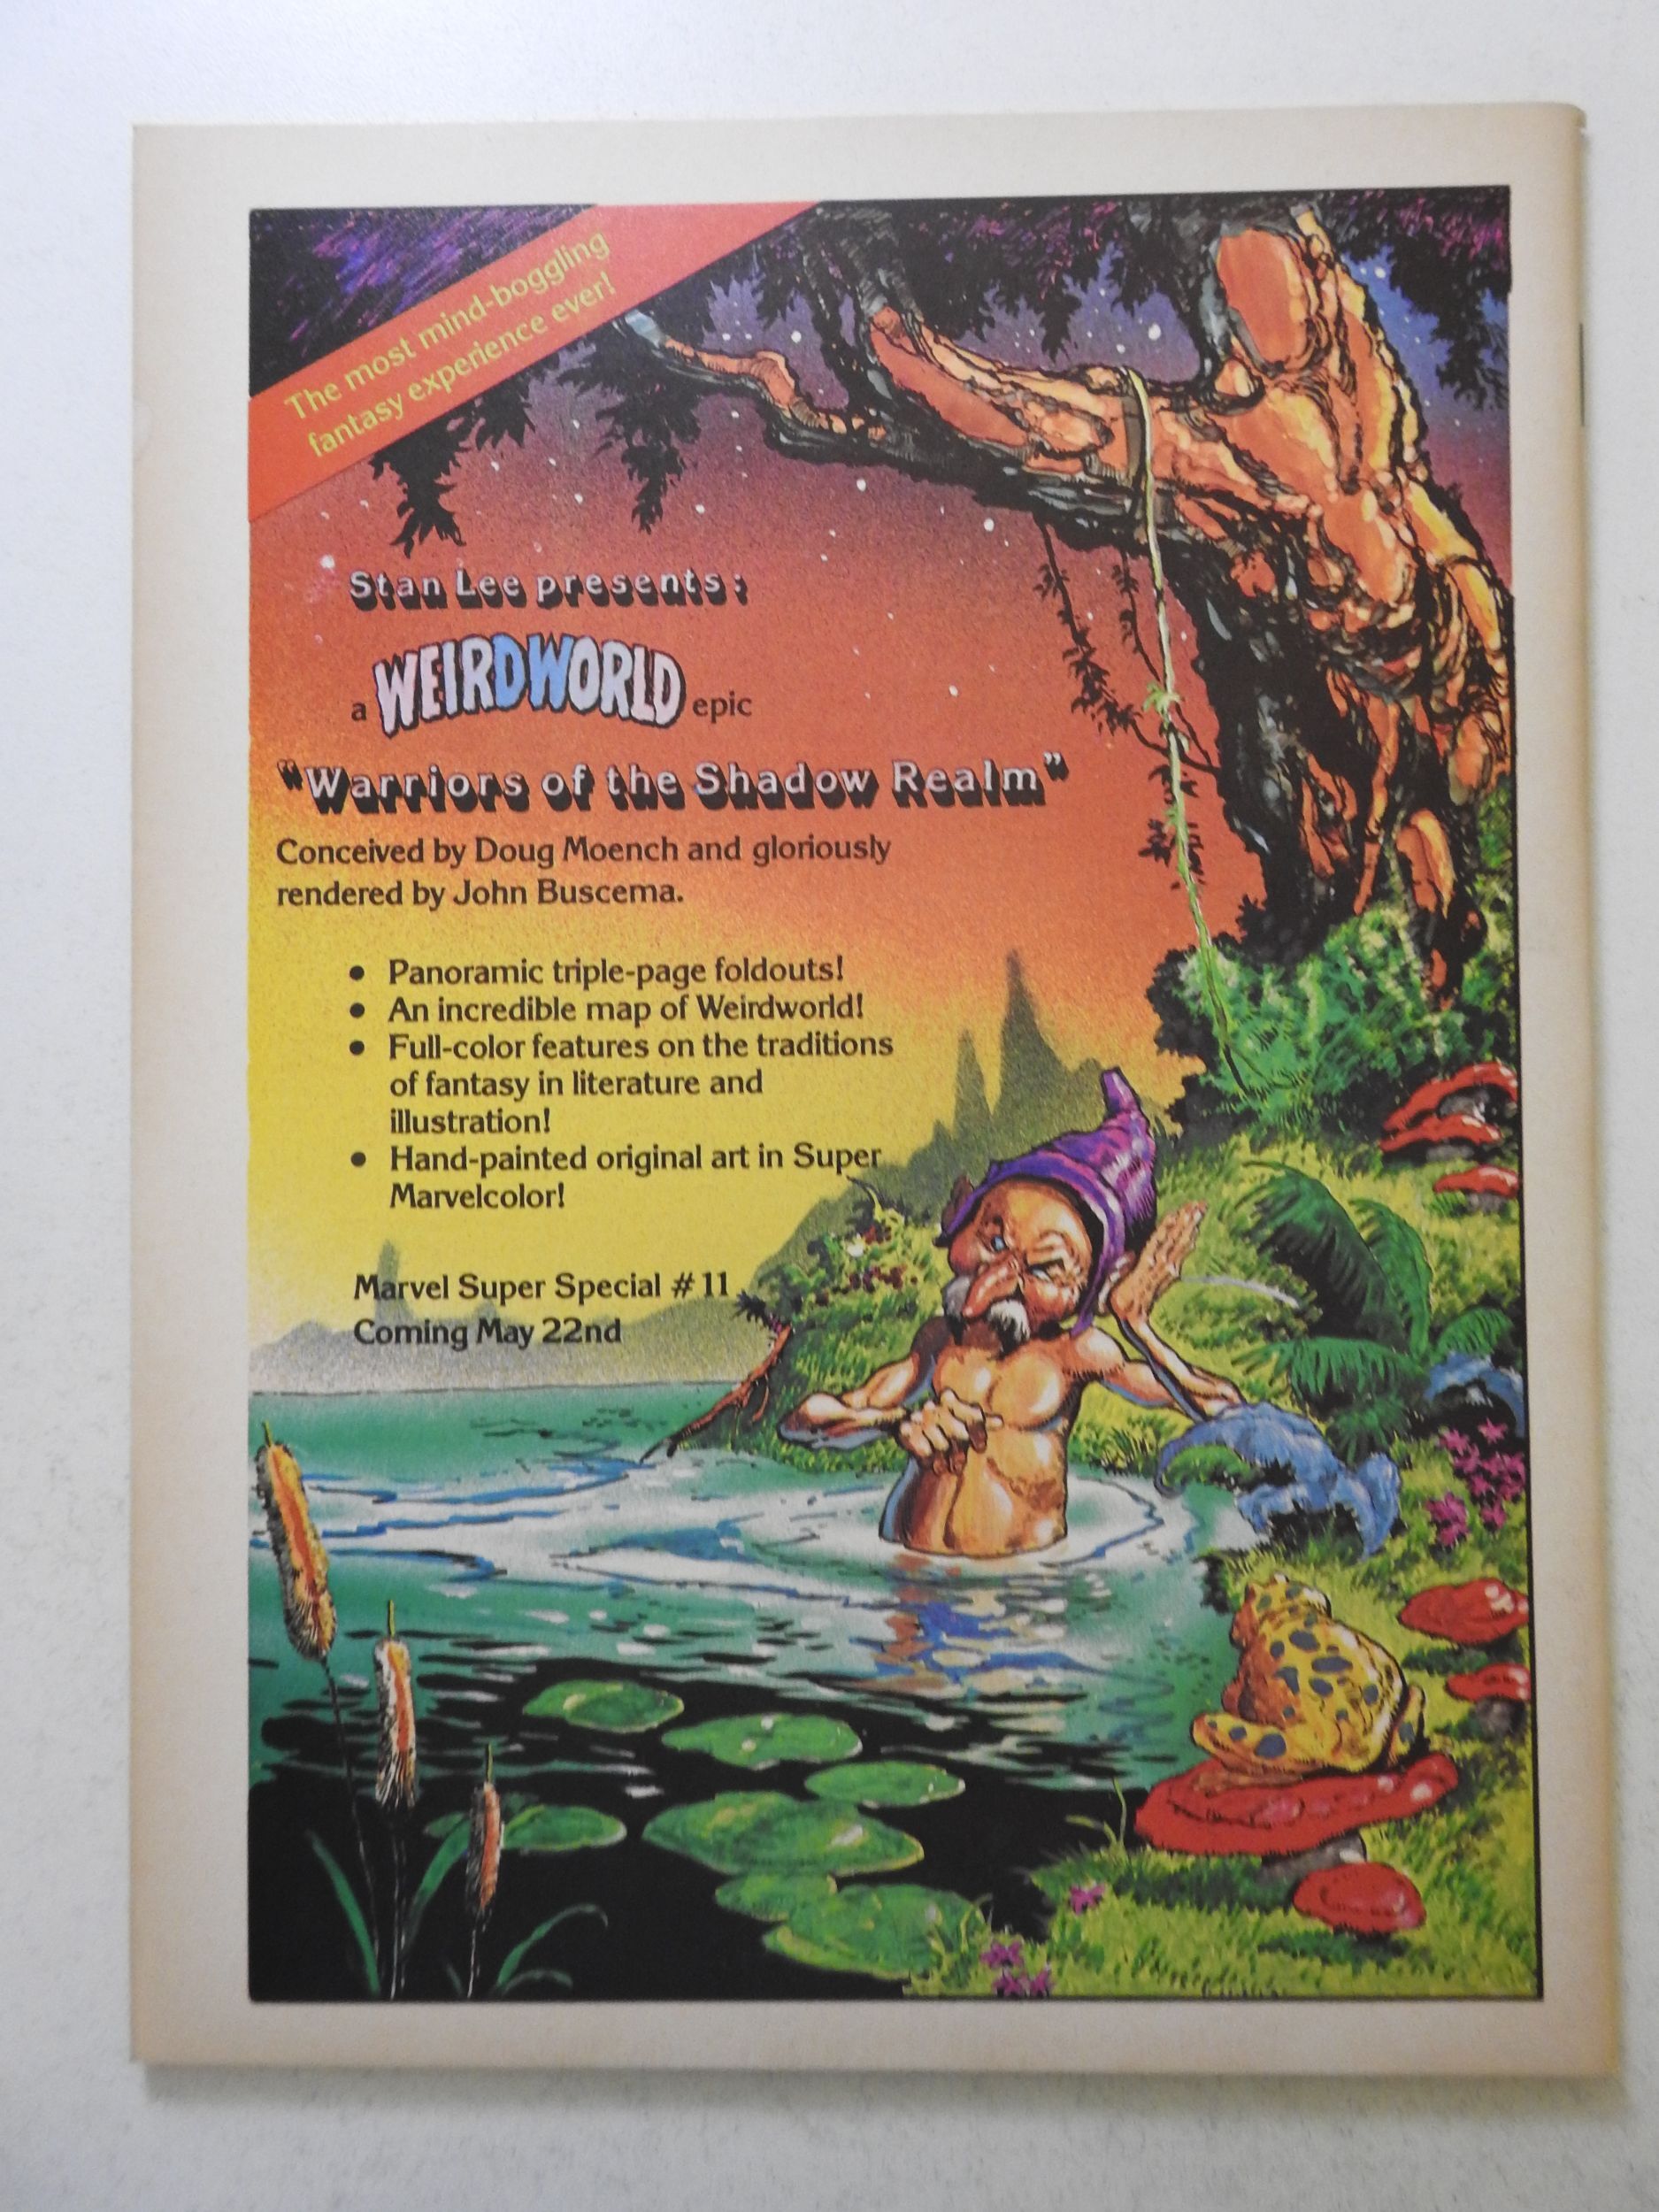 The most mind-boggling
fantasy experience ever!
Stan Lee presents:
a WEIRDWORLD epic
"Warriors of the Shadow Realm"
Conceived by Doug Moench and gloriously
rendered by John Buscema.
• Panoramic triple-page foldouts!
• An incredible map of Weirdworld!
• Full-color features on the traditions
of fantasy in literature and
illustration!
• Hand-painted original art in Super
Marvelcolor!
Marvel Super Special #11
Coming May 22nd